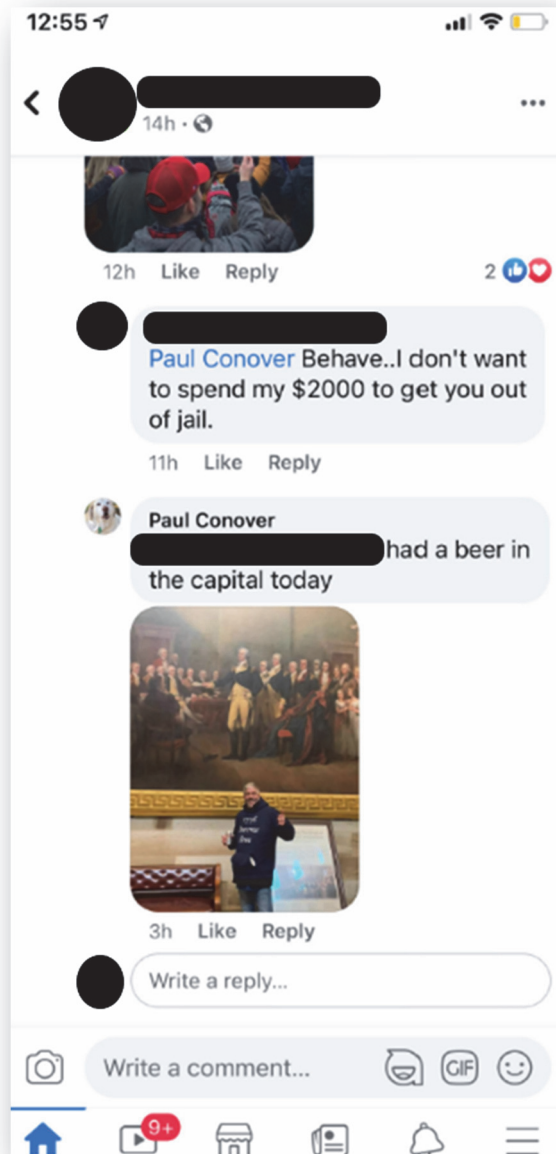 12:55
14h
12h Like Reply 2
Paul Conover Behave..I don't want
to spend my $2000 to get you out
of jail.
11h Like Reply
Paul Conover
had a beer in
the capital today
3h Like Reply
Write a reply...
Write a comment... GIF
9+